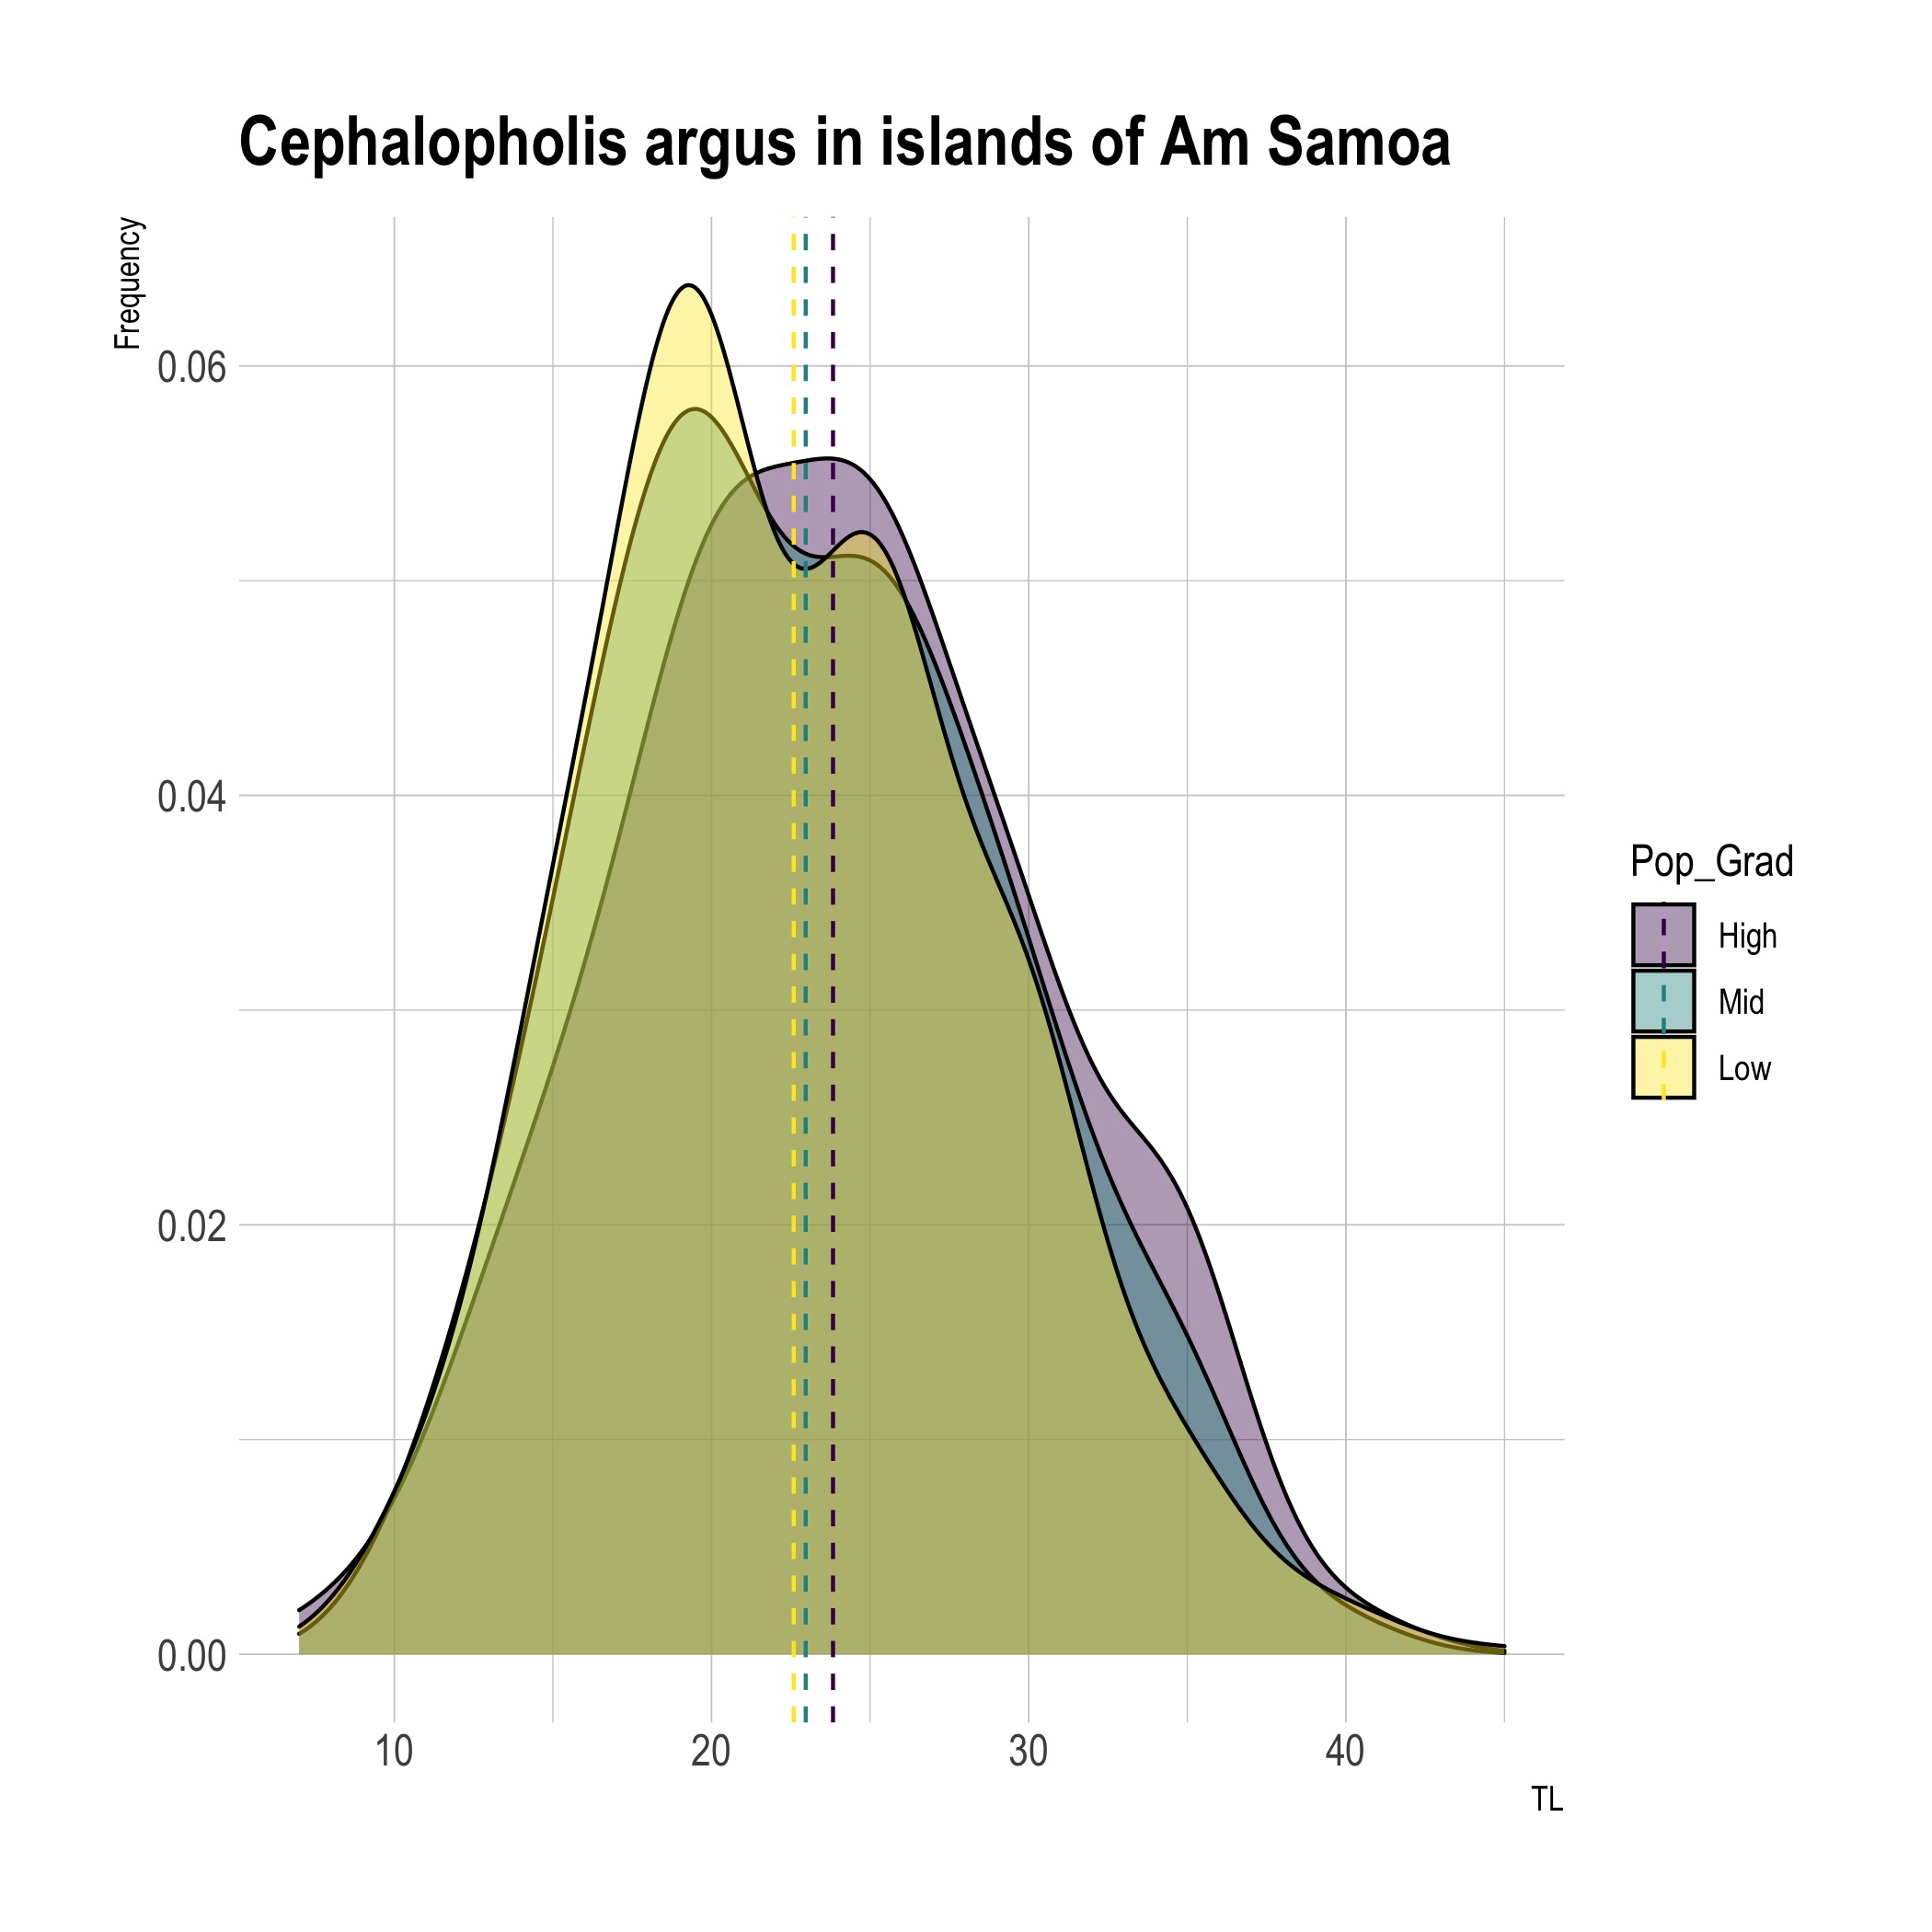 Cephalopholis argus in islands of Am Samoa
Frequency
0.06
0.04
0.02
0.00
10 20 30 40
TL
Pop_Grad
High
Mid
Low